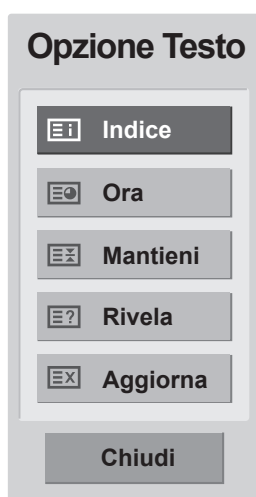 Opzione Testo
Indice
Ora
Mantieni
Rivela
Aggiorna
Chiudi